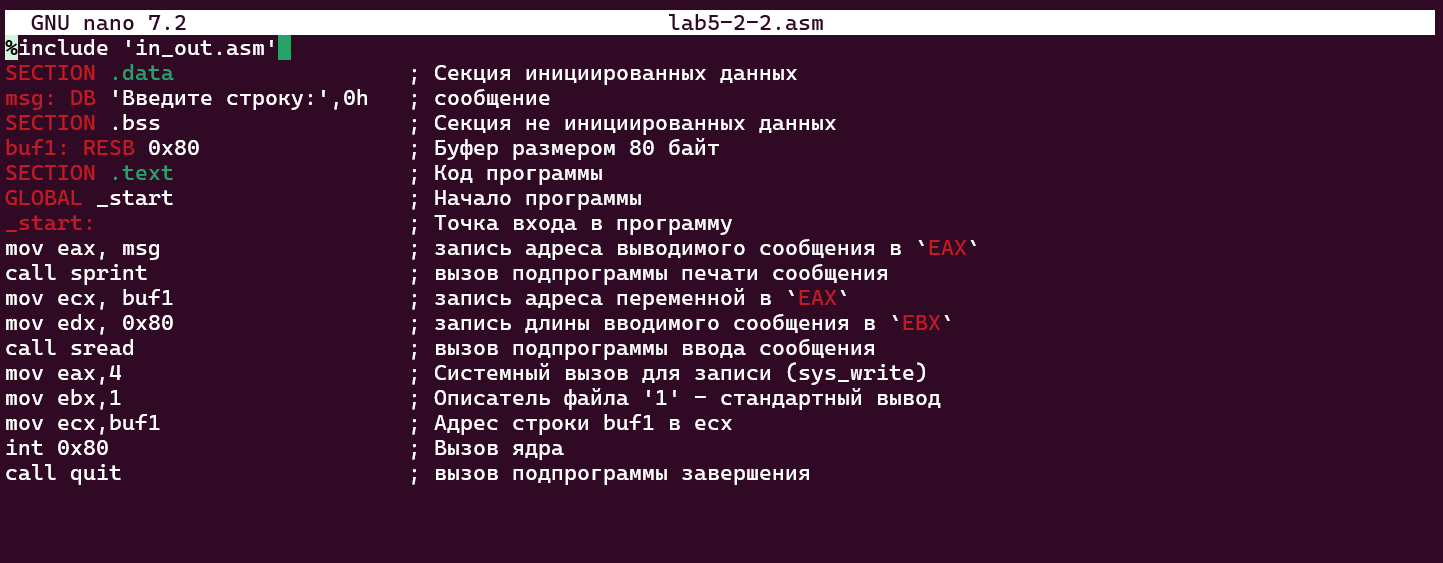 GNU nano 7.2 lab5-2-2.asm
%include 'in_out.asm'
SECTION .data ; Секция инициированных данных
msg: DB 'Введите строку:',0h ; сообщение
SECTION .bss ; Секция не инициированных данных
buf1: RESB 0x80 ; Буфер размером 80 байт
SECTION .text ; Код программы
GLOBAL _start ; Начало программы
_start: ; Точка входа в программу
mov eax, msg ; запись адреса выводимого сообщения в `EAX`
call sprint ; вызов подпрограммы печати сообщения
mov ecx, buf1 ; запись адреса переменной в `EAX`
mov edx, 0x80 ; запись длины вводимого сообщения в `EBX`
call sread ; вызов подпрограммы ввода сообщения
mov eax,4 ; Системный вызов для записи (sys_write)
mov ebx,1 ; Описатель файла '1' - стандартный вывод
mov ecx,buf1 ; Адрес строки buf1 в ecx
int 0x80 ; Вызов ядра
call quit ; вызов подпрограммы завершения